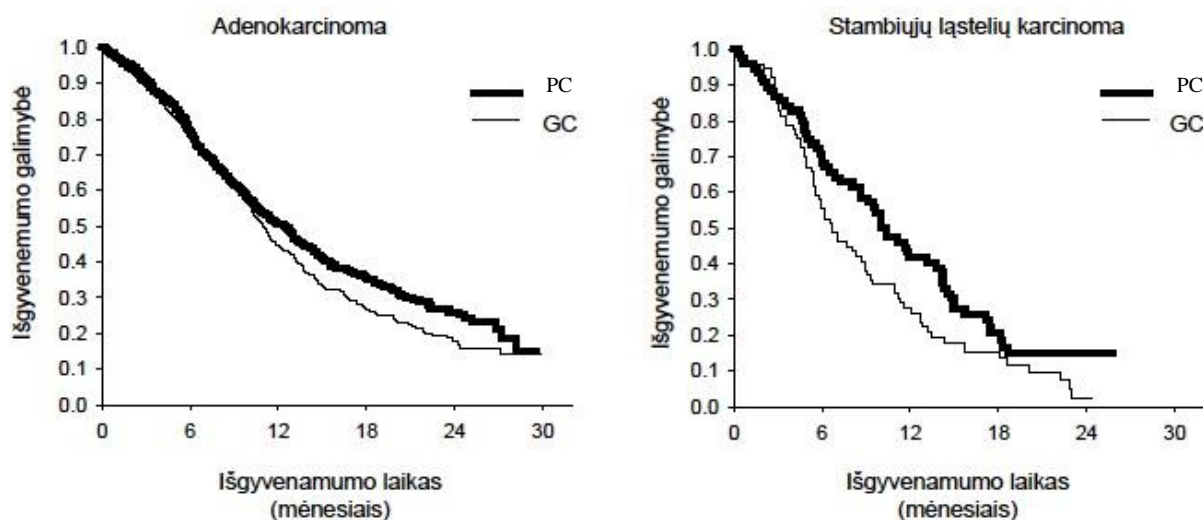 Adenokarcinoma
Išgyvenemumo galimybė
1.0
0.9
0.8
0.7
0.6
0.5
0.4
0.3
0.2
0.1
0.0
PC
GC
0 6 12 18 24 30
Išgyvenamumo laikas
(mėnesiais)
Stambiųjų ląstelių karcinoma
Išgyvenemumo galimybė
1.0
0.9
0.8
0.7
0.6
0.5
0.4
0.3
0.2
0.1
0.0
PC
GC
0 6 12 18 24 30
Išgyvenamumo laikas
(mėnesiais)